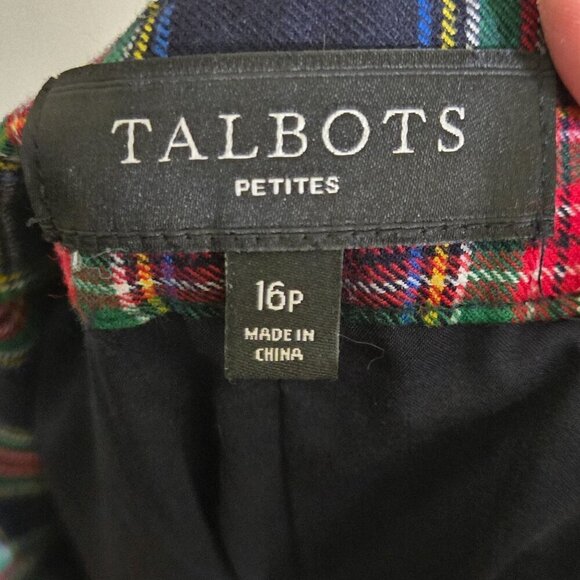 TALBOTS
PETITES
16P
MADE IN
CHINA